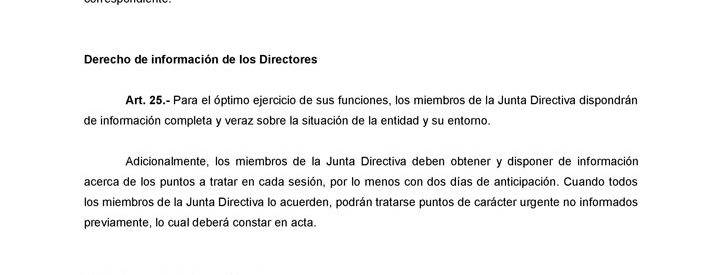 correspondiente.
Derecho de información de los Directores
Art. 25.- Para el óptimo ejercicio de sus funciones, los miembros de la Junta Directiva dispondrán
de información completa y veraz sobre la situación de la entidad y su entorno.
Adicionalmente, los miembros de la Junta Directiva deben obtener y disponer de información
acerca de los puntos a tratar en cada sesión, por lo menos con dos días de anticipación. Cuando todos
los miembros de la Junta Directiva lo acuerden, podrán tratarse puntos de carácter urgente no informados
previamente, lo cual deberá constar en acta.